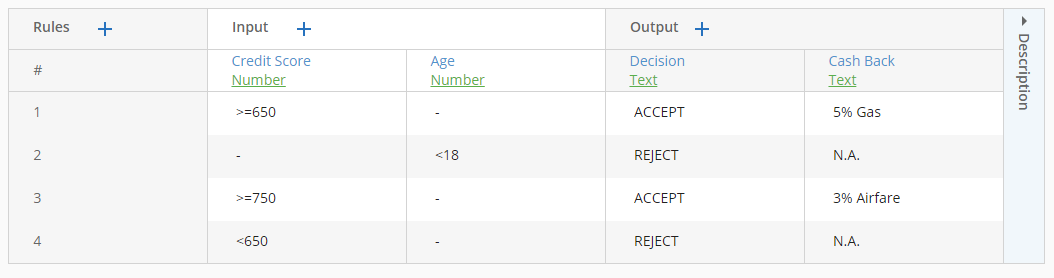 Rules + Input + Output +
# Credit Score Age Decision Cash Back
Number Number Text Text
1 >=650 - ACCEPT 5% Gas
2 - <18 REJECT N.A.
3 >=750 - ACCEPT 3% Airfare
4 <650 - REJECT N.A.
Description